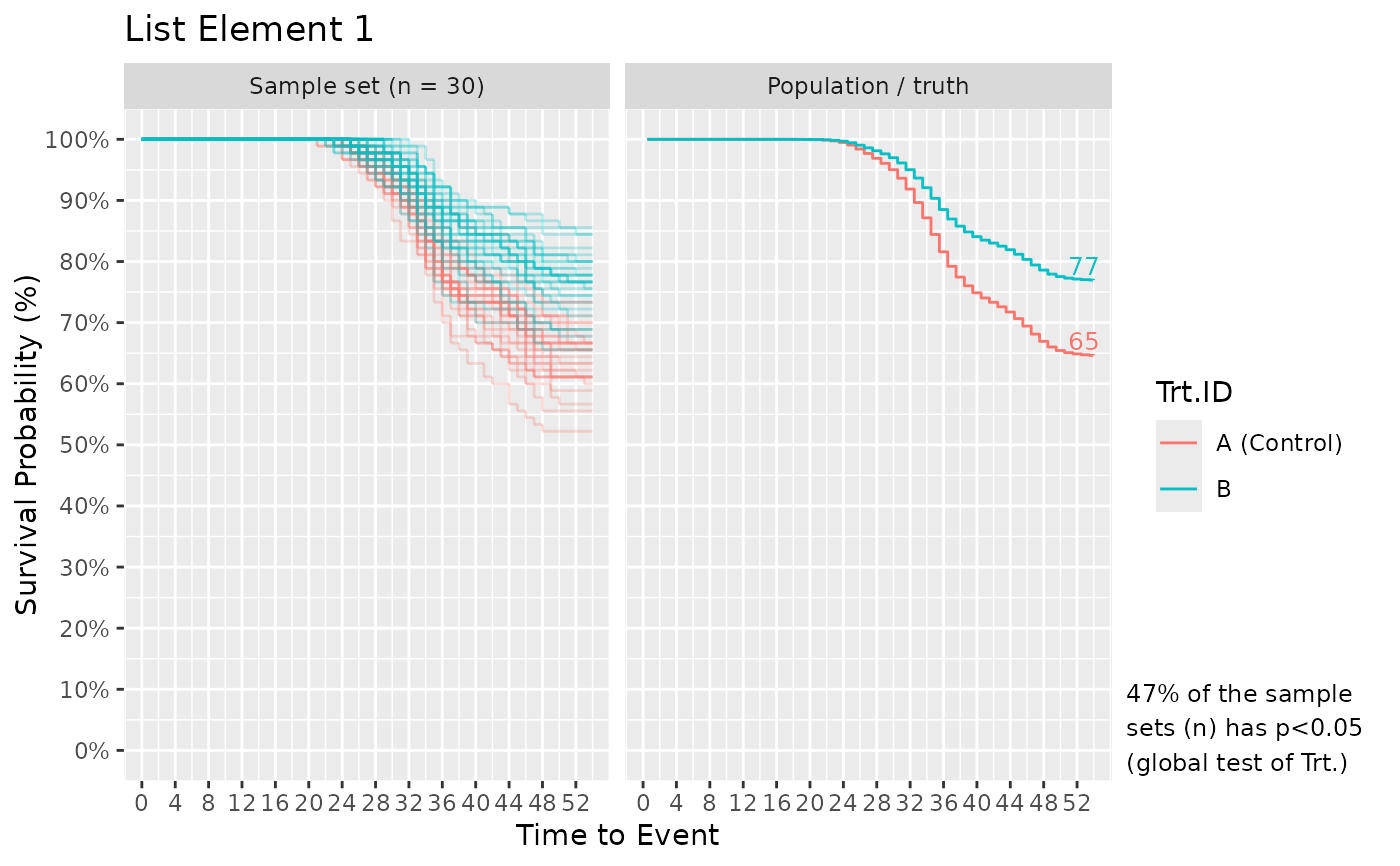 List Element 1
Sample set (n = 30)
Population / truth
100%
90%
80%
70%
60%
50%
40%
30%
20%
10%
0%
Survival Probability (%)
77
65
0 4 8 12 16 20 24 28 32 36 40 44 48 52
0 4 8 12 16 20 24 28 32 36 40 44 48 52
Time to Event
Trt.ID
A (Control)
B
47% of the sample
sets (n) has p<0.05
(global test of Trt.)